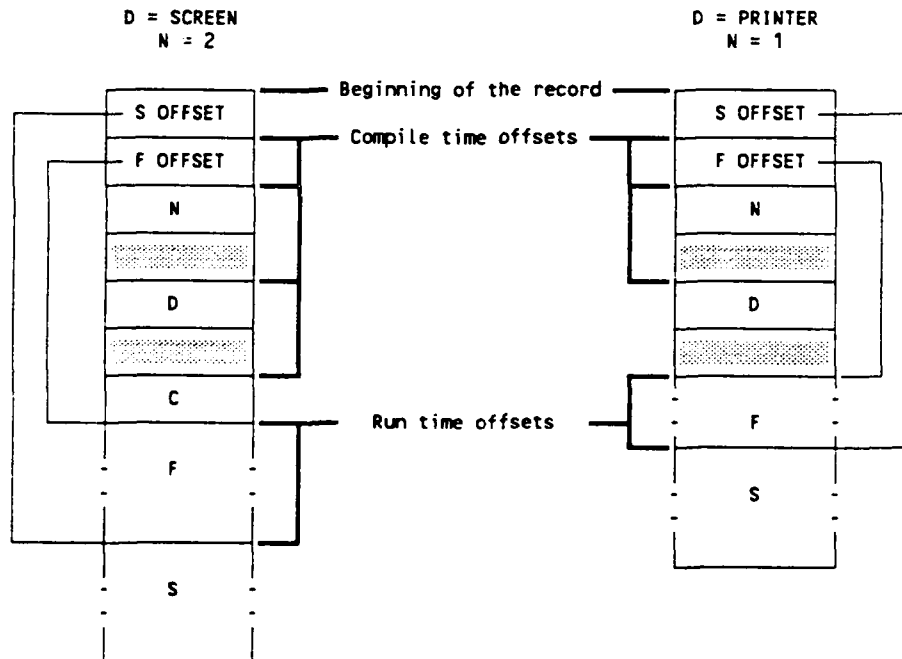 D = SCREEN
N = 2
D = PRINTER
N = 1
Beginning of the record
S OFFSET
S OFFSET
Compile time offsets
F OFFSET
F OFFSET
N
N
D
D
C
Run time offsets
F
F
S
S